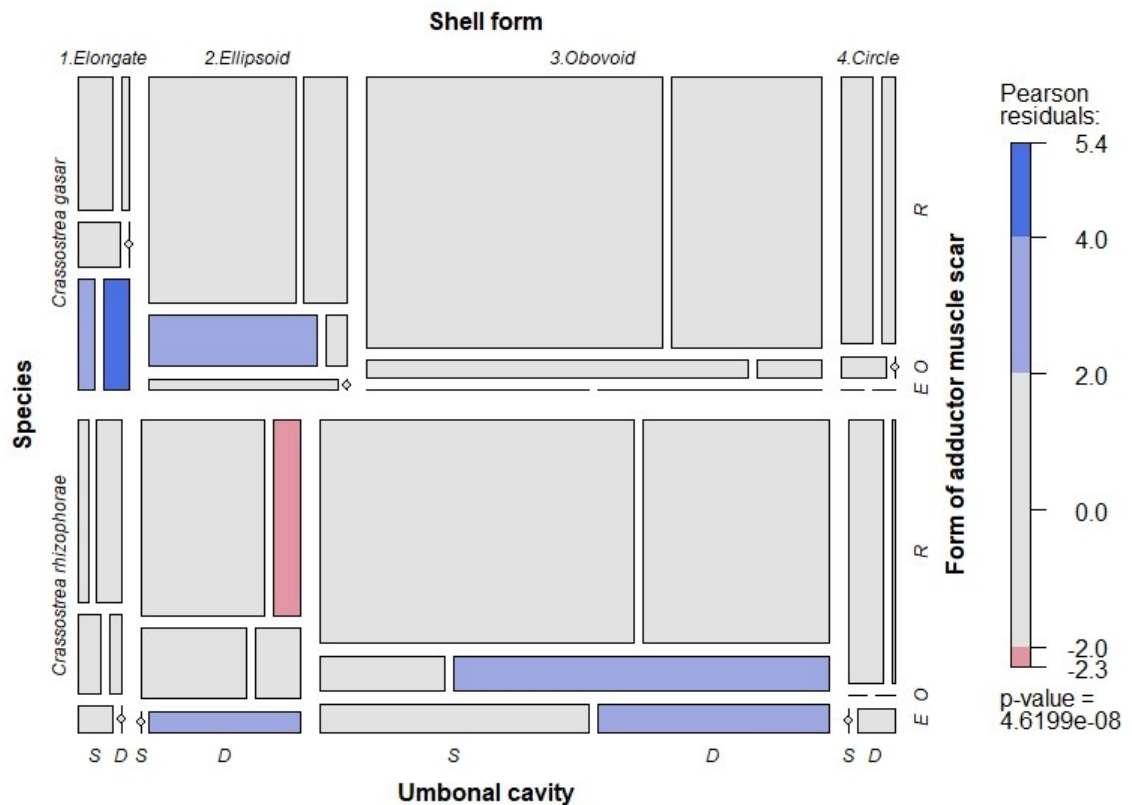 Shell form
1.Elongate 2.Ellipsoid 3.Obovoid 4.Circle
Species
Crassostrea gasar
Crassostrea rhizophorae
R
O
E
R
O
E
Form of adductor muscle scar
S D S D S D S D
Umbonal cavity
Pearson
residuals:
5.4
4.0
2.0
0.0
-2.0
-2.3
p-value =
4.6199e-08